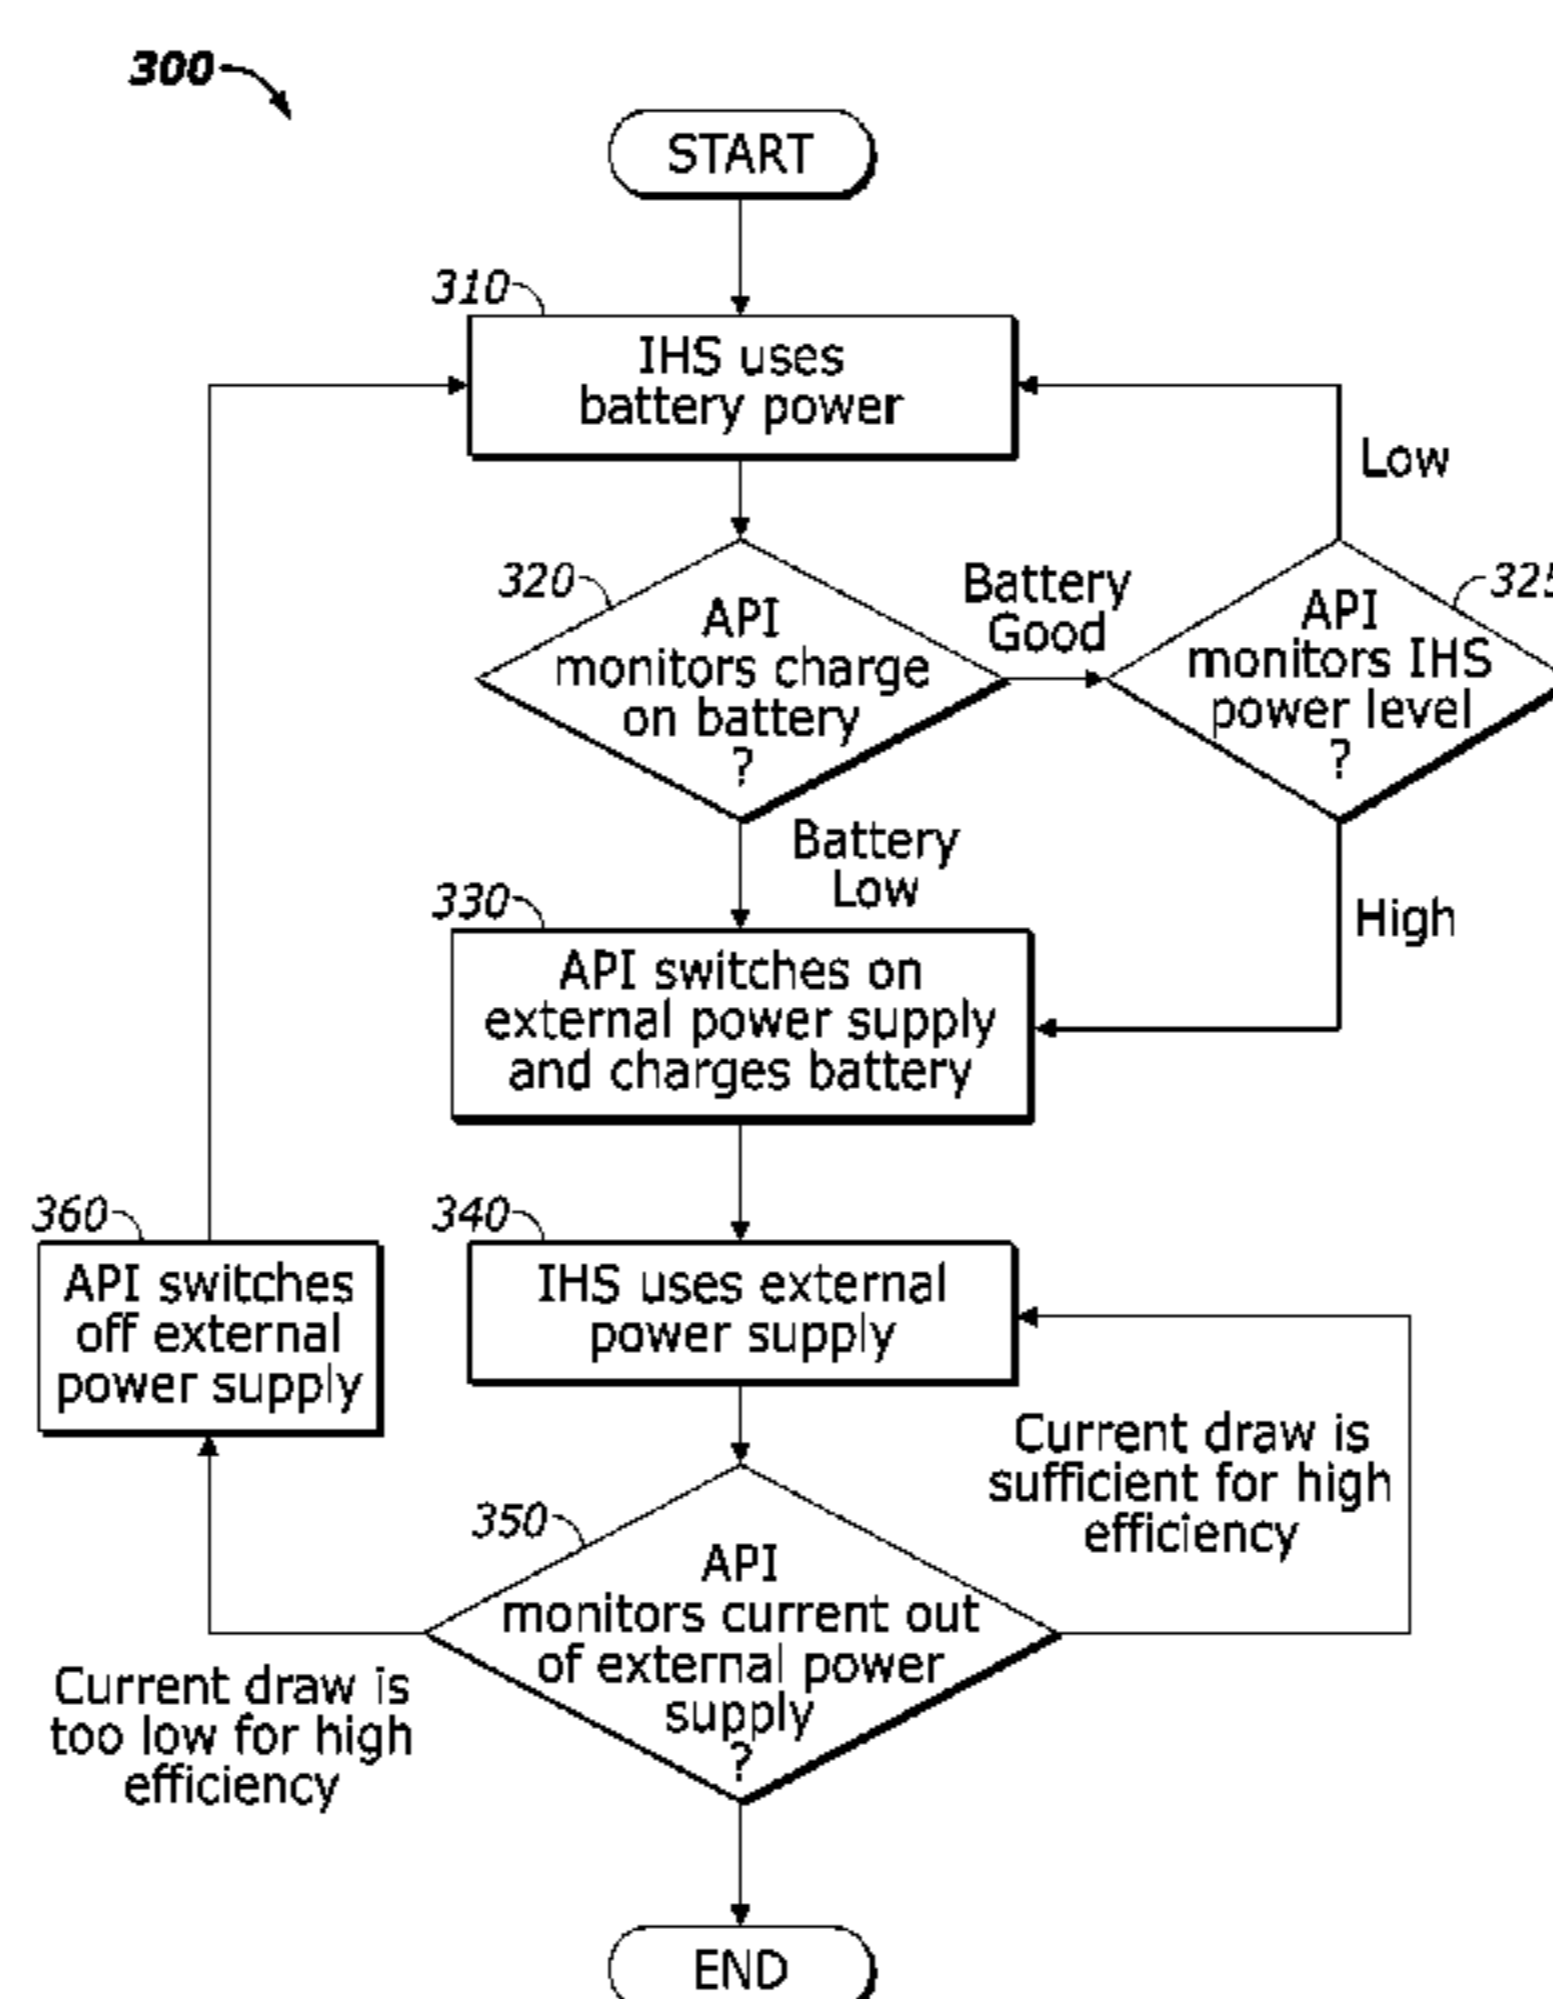 300
START
310
IHS uses
battery power
Low
320
API
monitors charge
on battery
?
Battery
Good
325
API
monitors IHS
power level
?
Battery
Low
High
330
API switches on
external power supply
and charges battery
360
API switches
off external
power supply
340
IHS uses external
power supply
Current draw is
sufficient for high
efficiency
350
API
monitors current out
of external power
supply
?
Current draw is
too low for high
efficiency
END